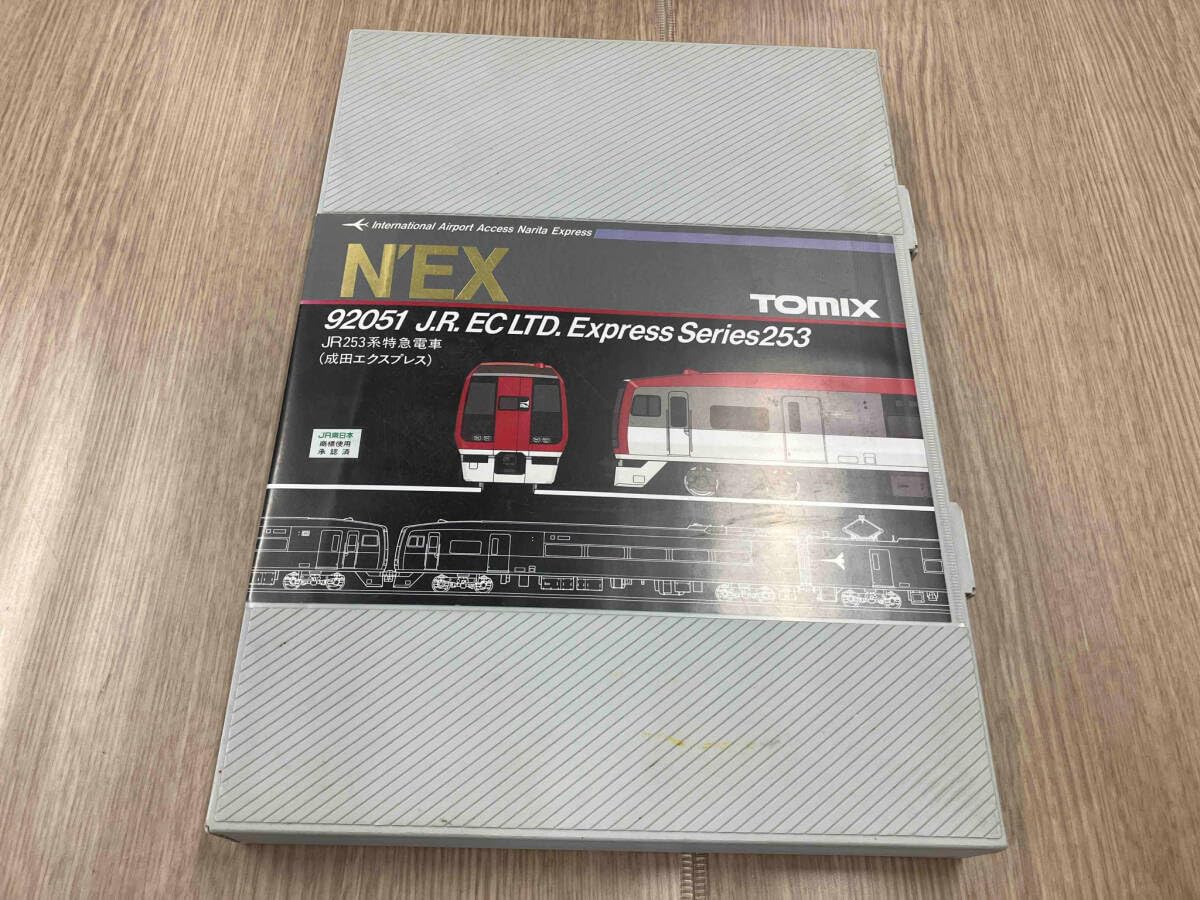 International Airport Access Narita Express
N'EX
TOMIX
92051 J.R. EC LTD. Express Series253
JR253系特急電車
(成田エクスプレス)
JR東日本
商標使用
承認済